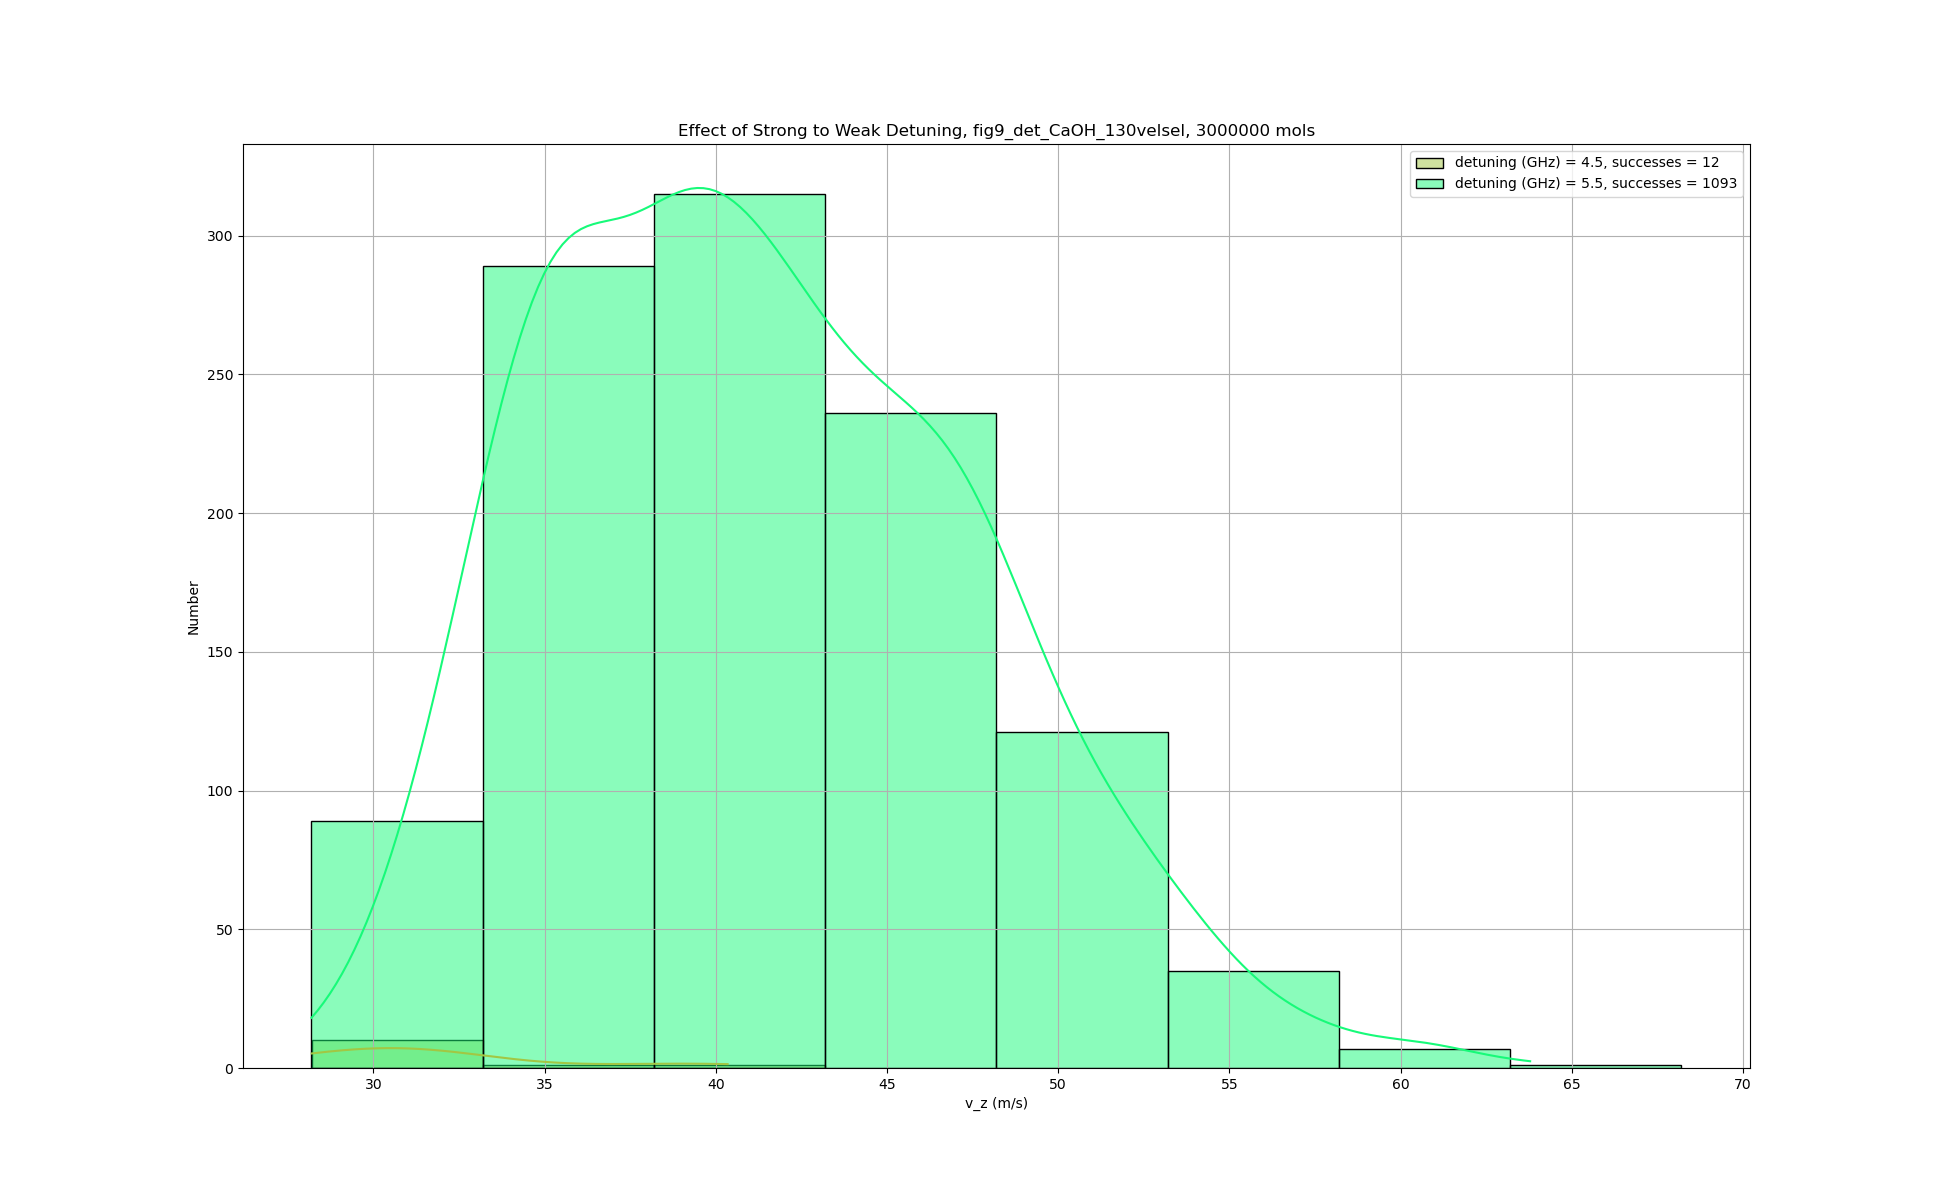 Effect of Strong to Weak Detuning, fig9_det_CaOH_130velsel, 3000000 mols
detuning (GHz) = 4.5, successes = 12
detuning (GHz) = 5.5, successes = 1093
300
250
200
150
100
50
0
Number
30 35 40 45 50 55 60 65 70
v_z (m/s)